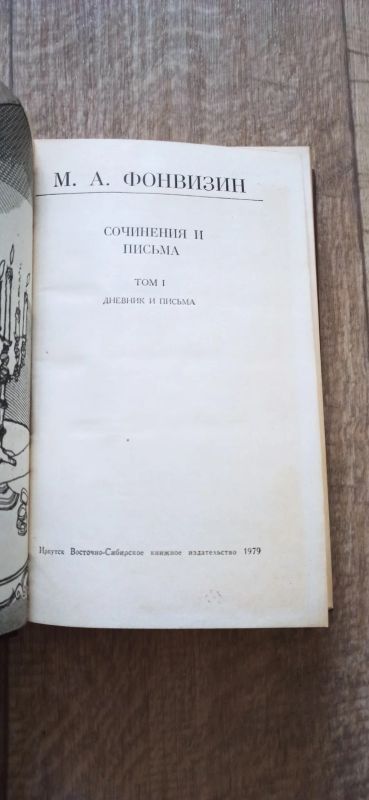 М. А. ФОНВИЗИН
СОЧИНЕНИЯ И
ПИСЬМА
ТОМ I
ДНЕВНИК И ПИСЬМА
Иркутск Восточно-Сибирское книжное издательство 1979